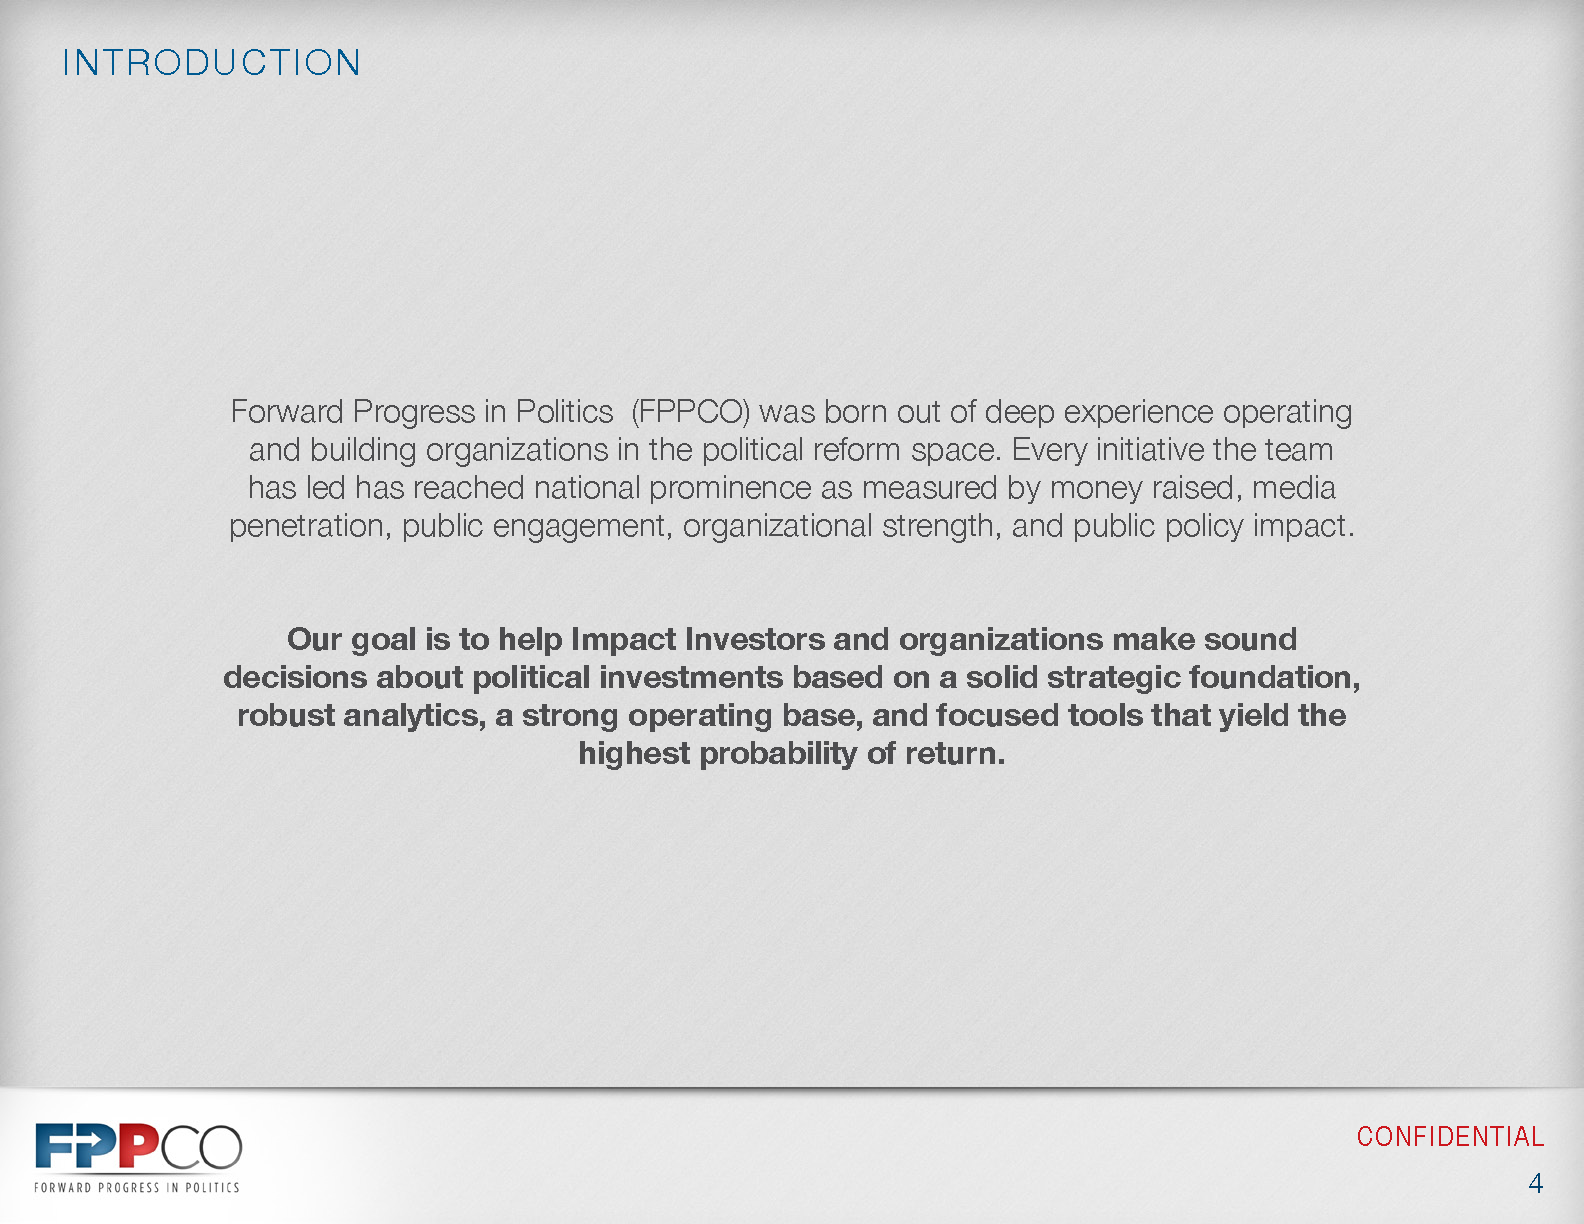 INTRODUCTION
Forward Progress in Politics  (FPPCO) was born out of deep experience operating
and building organizations in the political reform space. Every initiative the team
has led has reached national prominence as measured by money raised, media
penetration, public engagement, organizational strength, and public policy impact.
Our goal is to help Impact Investors and organizations make sound
decisions about political investments based on a solid strategic foundation,
robust analytics, a strong operating base, and focused tools that yield the
highest probability of return.
FPPCO
FORWARD PROGRESS IN POLITICS
CONFIDENTIAL
4